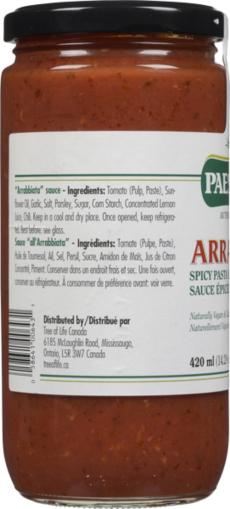 "Arrabbiata" sauce - Ingredients: Tomato (Pulp, Paste), Sun-
flower Oil, Garlic, Salt, Parsley, Sugar, Corn Starch, Concentrated Lemon
Juice, Chili. Keep in a cool and dry place. Once opened, keep refrigera-
ted. Best before: see glass.
Sauce "all'Arrabbiata" - Ingrédients: Tomate (Pulpe, Paste),
Huile de Tournesol, Ail, Sel, Persil, Sucre, Amidon de Maïs, Jus de Citron
Concentré, Piment. Conserver dans un endroit frais et sec. Une fois ouvert,
conserver au réfrigérateur. À consommer de préférence avant: voir verre.
Distributed by/Distribué par
Tree of Life Canada
6185 McLaughlin Road, Mississauga,
Ontario, L5R 3W7 Canada
treeoflife.ca
PAES
ARRA
SPICY PASTA
SAUCE ÉPICÉ
Naturally Vegan &
Naturellement Vég
420 ml (14.2